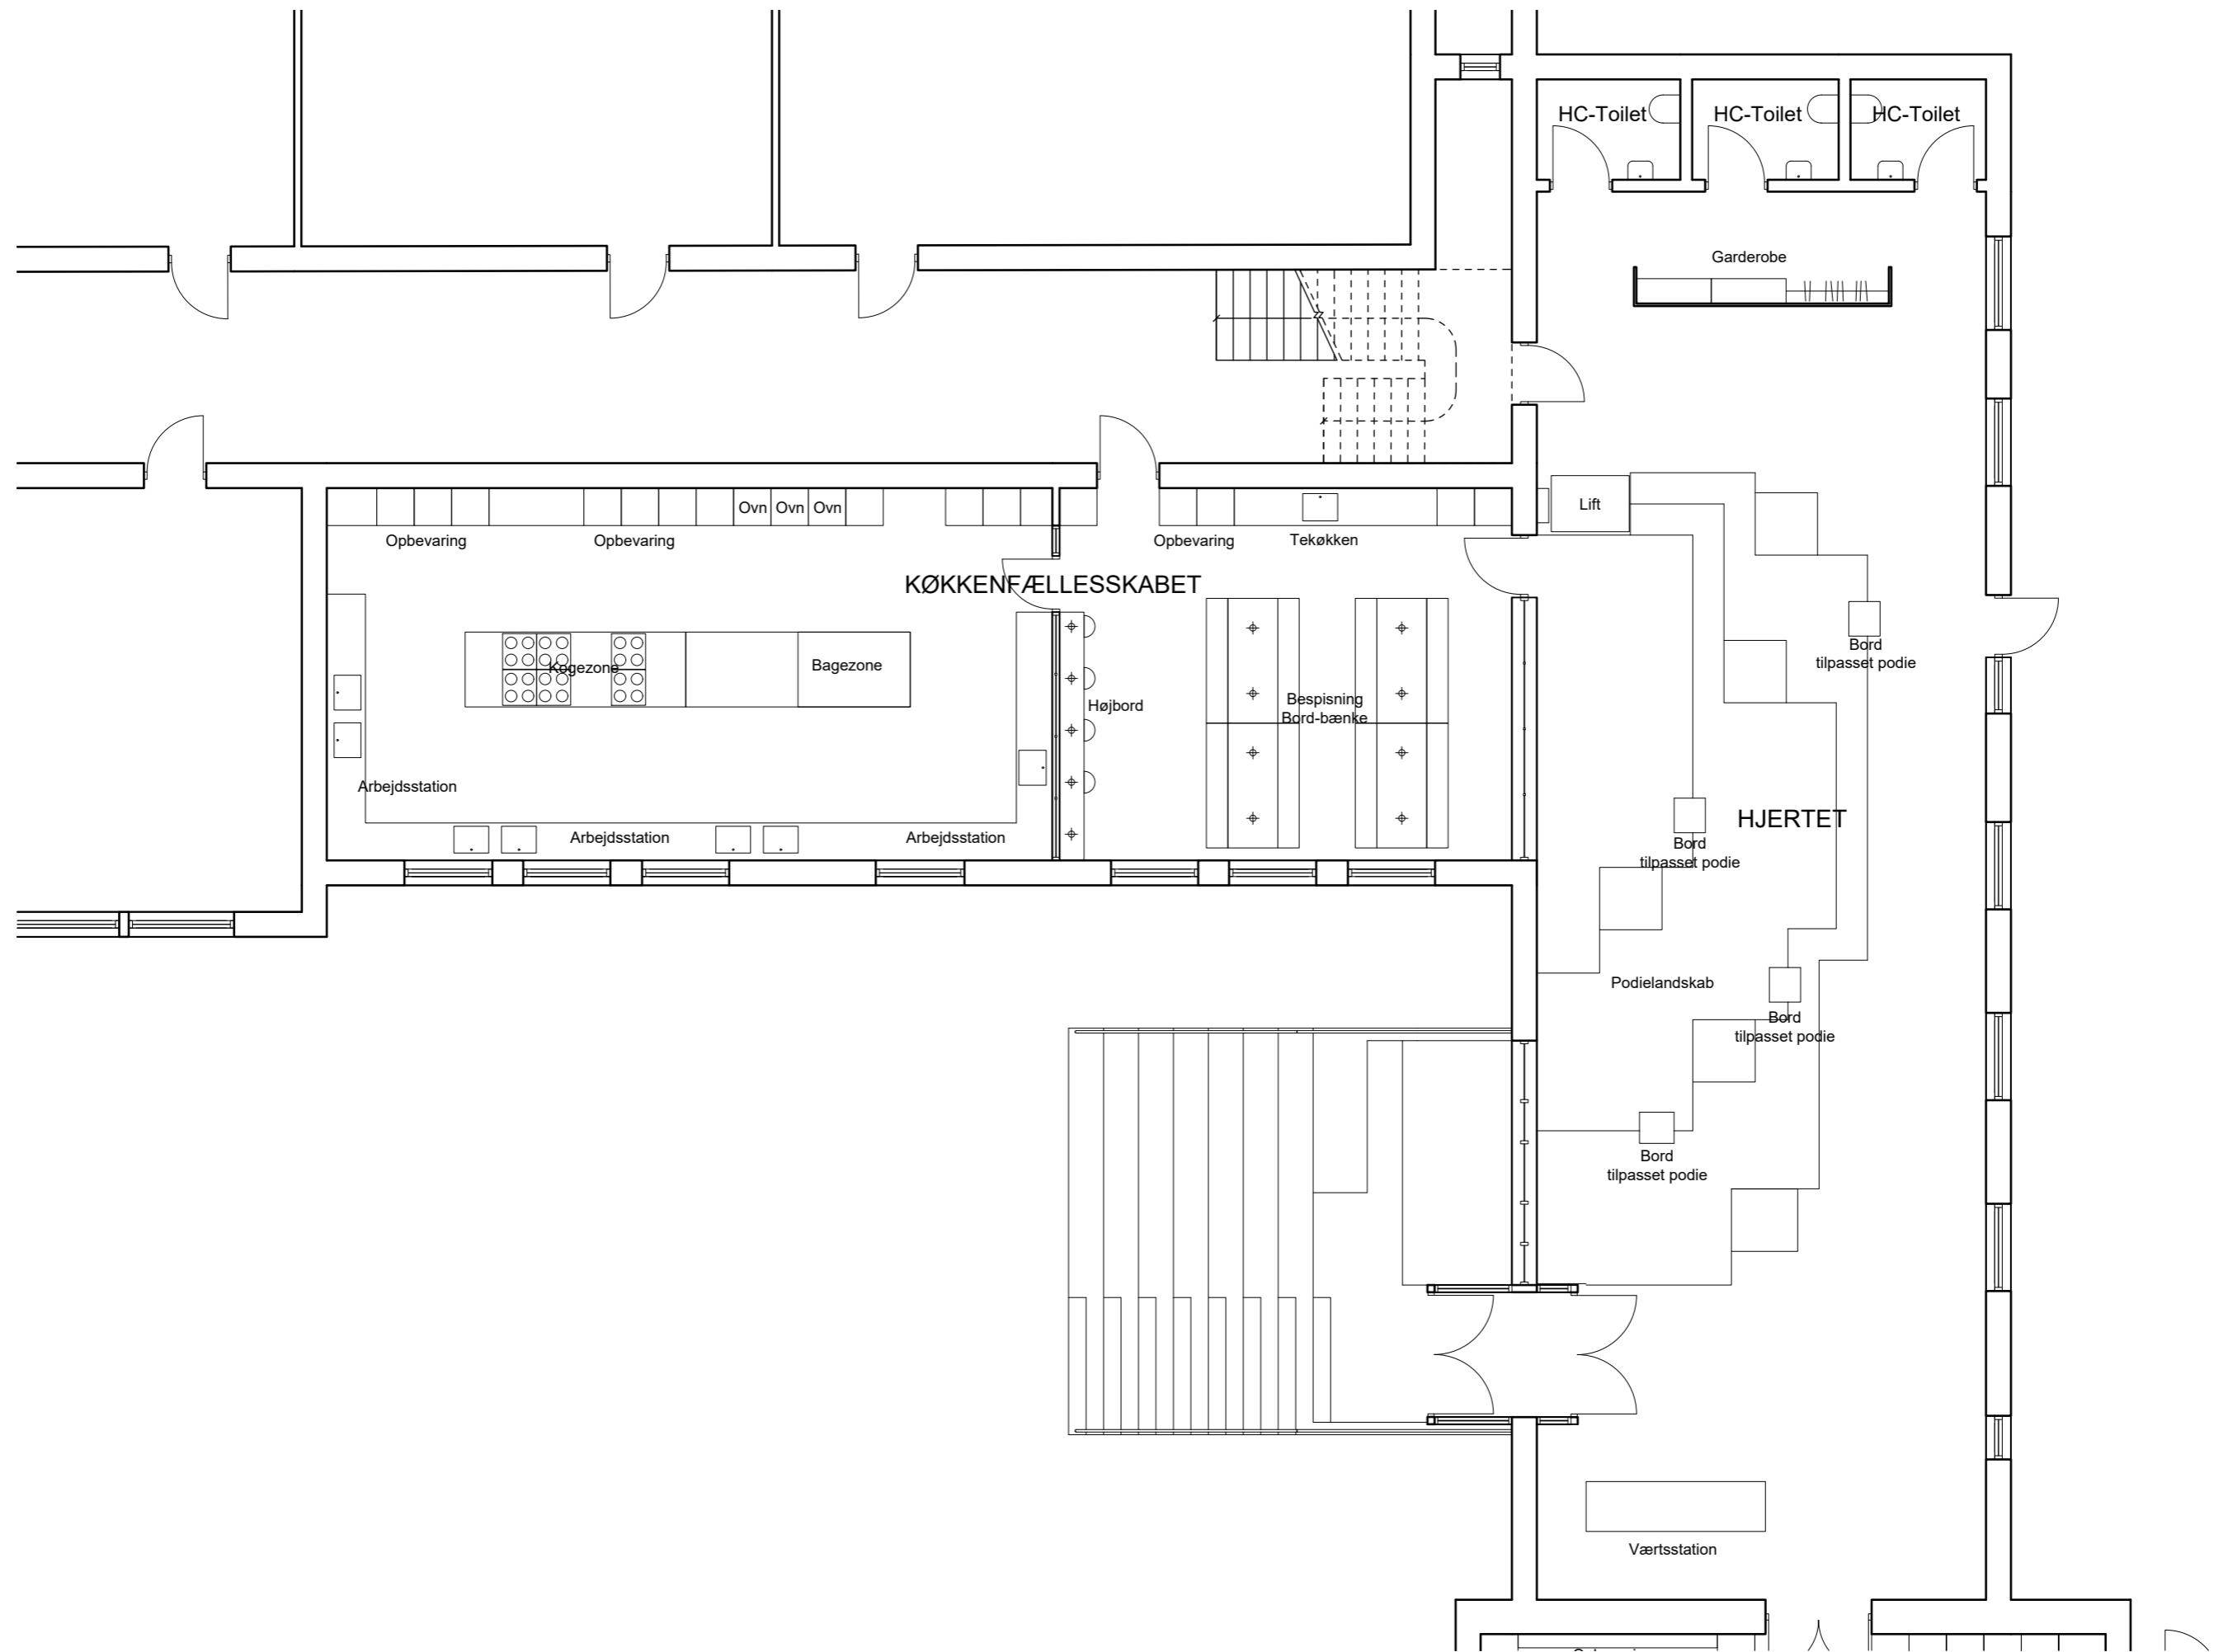 HC-Toilet
HC-Toilet
HC-Toilet
Garderobe
Ovn
Ovn
Ovn
Lift
Opbevaring
Opbevaring
Opbevaring
Tekøkken
KØKKENFÆLLESSKABET
Kogezone
Bagezone
Højbord
Bespisning
Bord-bænke
Bord
tilpasset podie
Arbejdsstation
Arbejdsstation
Arbejdsstation
HJERTET
Bord
tilpasset podie
Podielandskab
Bord
tilpasset podie
Bord
tilpasset podie
Værtsstation